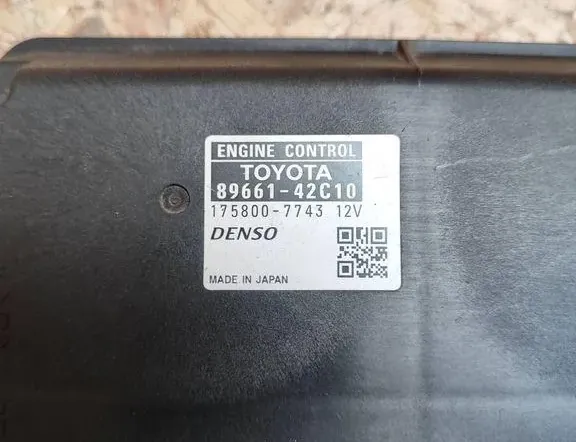 ENGINE CONTROL
TOYOTA
89661-42C10
175800-7743 12V
DENSO
MADE IN JAPAN